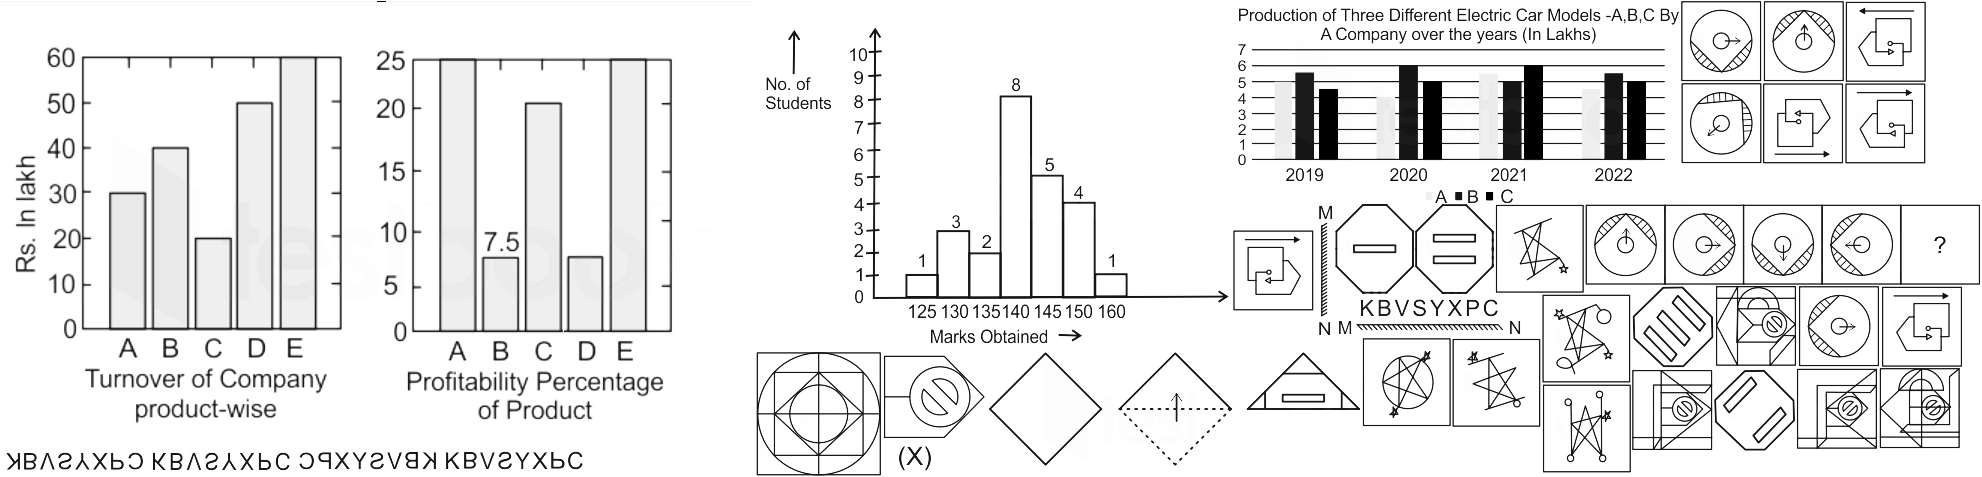 Rs. In lakh
60
50
40
30
20
10
0
A B C D E
Turnover of Company
product-wise
25
20
15
10
5
0
7.5
A B C D E
Profitability Percentage
of Product
KBVSYXPC KBVSYXPC CPXYSVBK KBVSYXPC
No. of
Students
10
9
8
7
6
5
4
3
2
1
0
1 3 2 8 5 4 1
125 130 135 140 145 150 160
Marks Obtained
(X)
Production of Three Different Electric Car Models -A,B,C By
A Company over the years (In Lakhs)
7
6
5
4
3
2
1
0
2019 2020 2021 2022
A B C
M
N
KBVSYXPC
M N
?